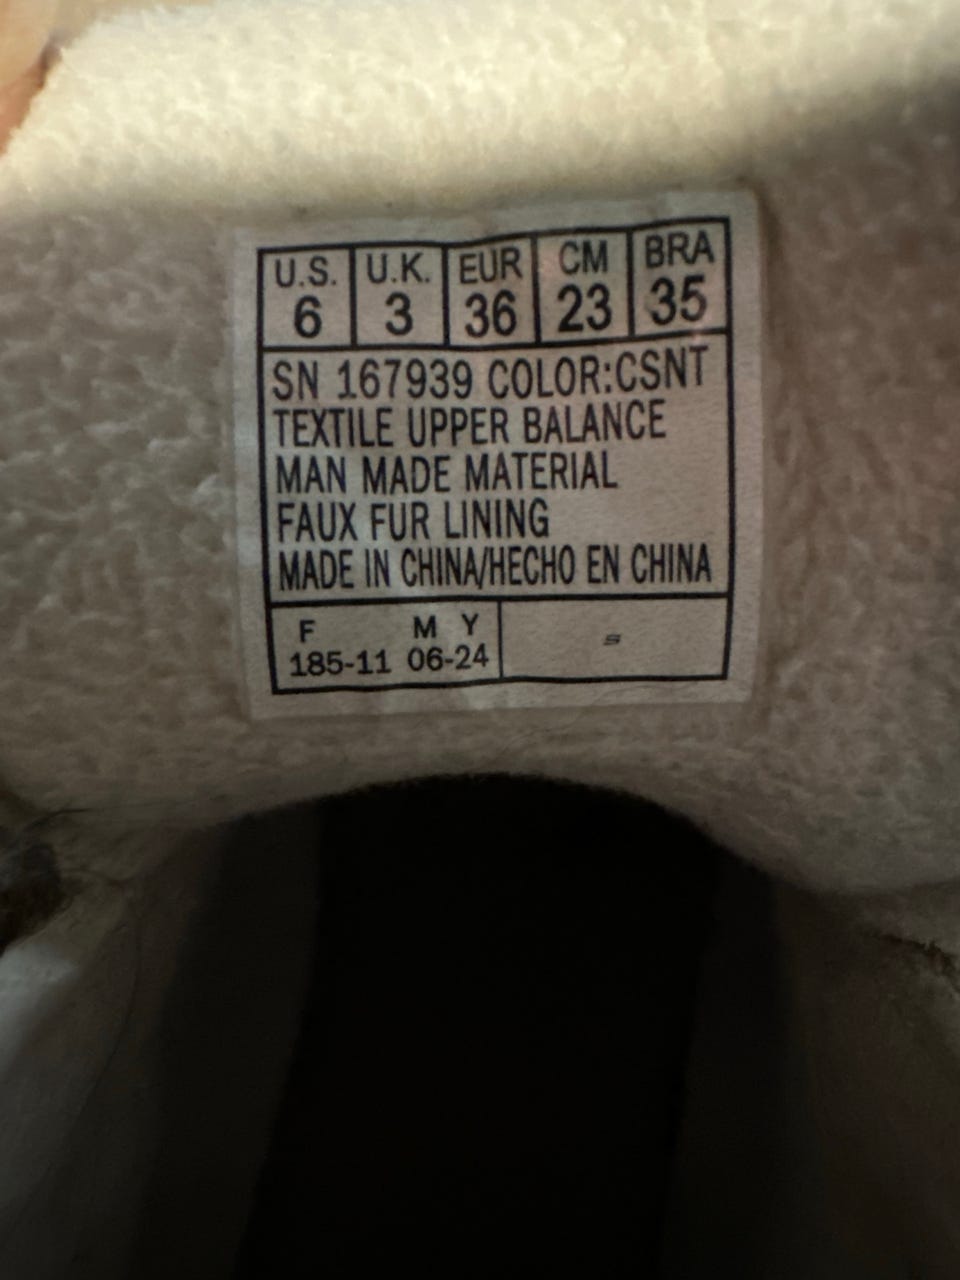 U.S. U.K. EUR CM BRA
6 3 36 23 35
SN 167939 COLOR:CSNT
TEXTILE UPPER BALANCE
MAN MADE MATERIAL
FAUX FUR LINING
MADE IN CHINA/HECHO EN CHINA
F M Y
185-11 06-24
S